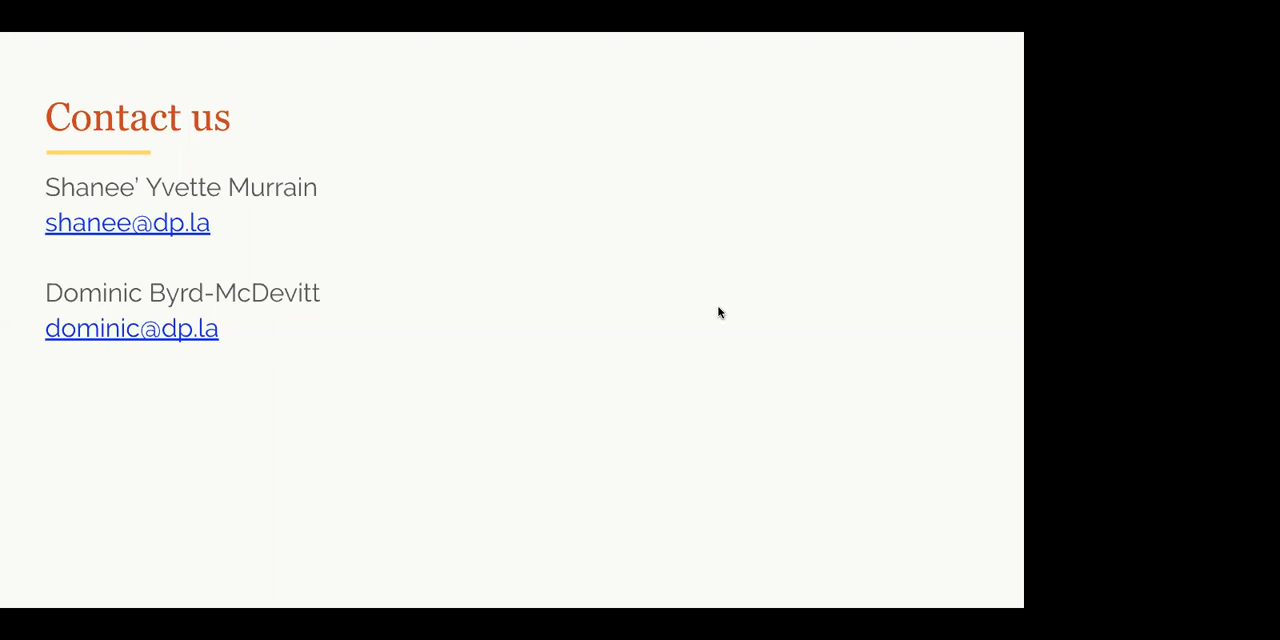 Contact us
Shanee’ Yvette Murrain
shanee@dp.la
Dominic Byrd-McDevitt
dominic@dp.la